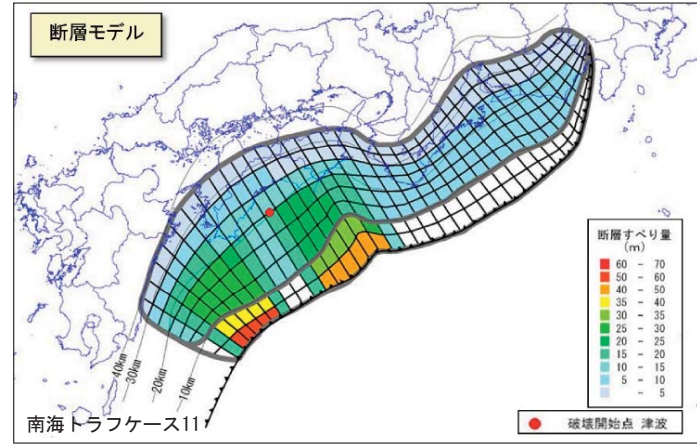 断層モデル
断層すべり量
（m）
60 － 70
50 － 60
40 － 50
35 － 40
30 － 35
25 － 30
20 － 25
15 － 20
10 － 15
5 － 10
－ 5
40km
30km
20km
10km
南海トラフケース11
破壊開始点 津波